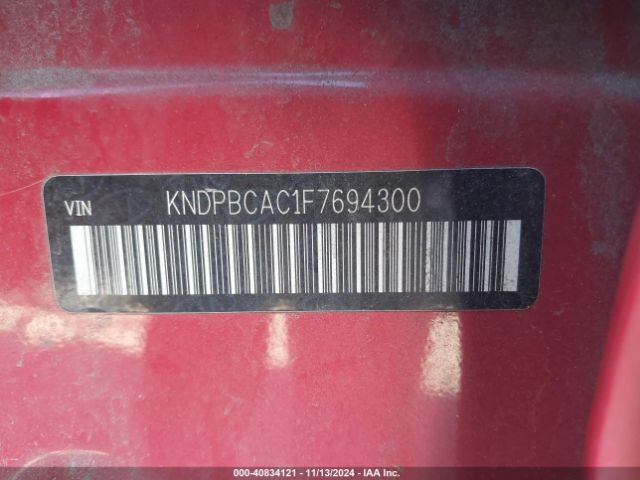 VIN KNDPBCAC1F7694300
000-40834121 - 11/13/2024 - IAA Inc.